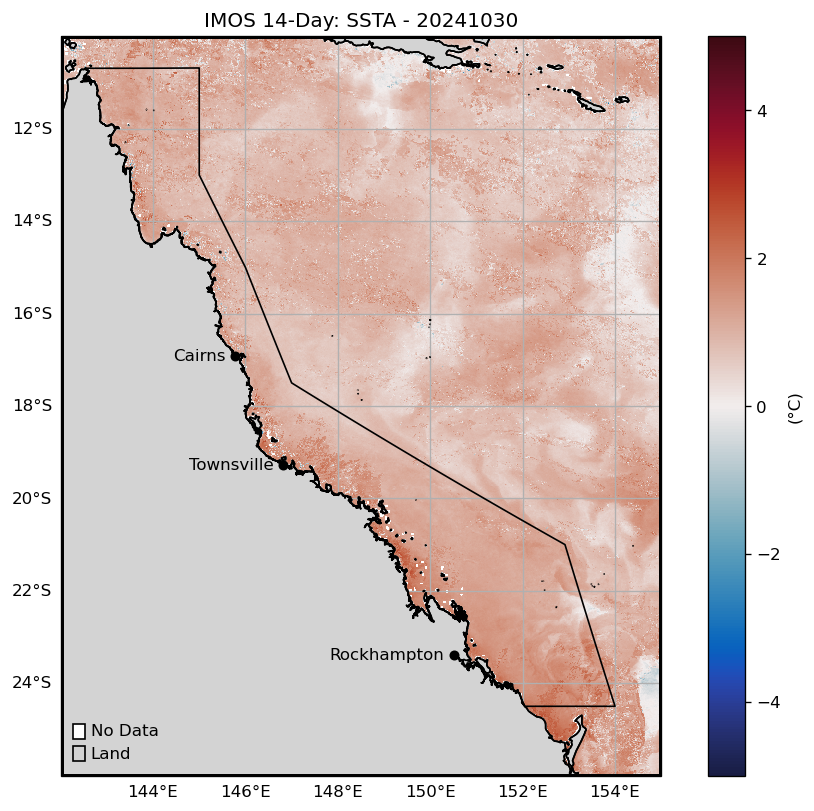 IMOS 14-Day: SSTA - 20241030
12°S
14°S
16°S
18°S
20°S
22°S
24°S
Cairns
Townsville
Rockhampton
No Data
Land
144°E
146°E
148°E
150°E
152°E
154°E
4
2
0
−2
−4
(°C)